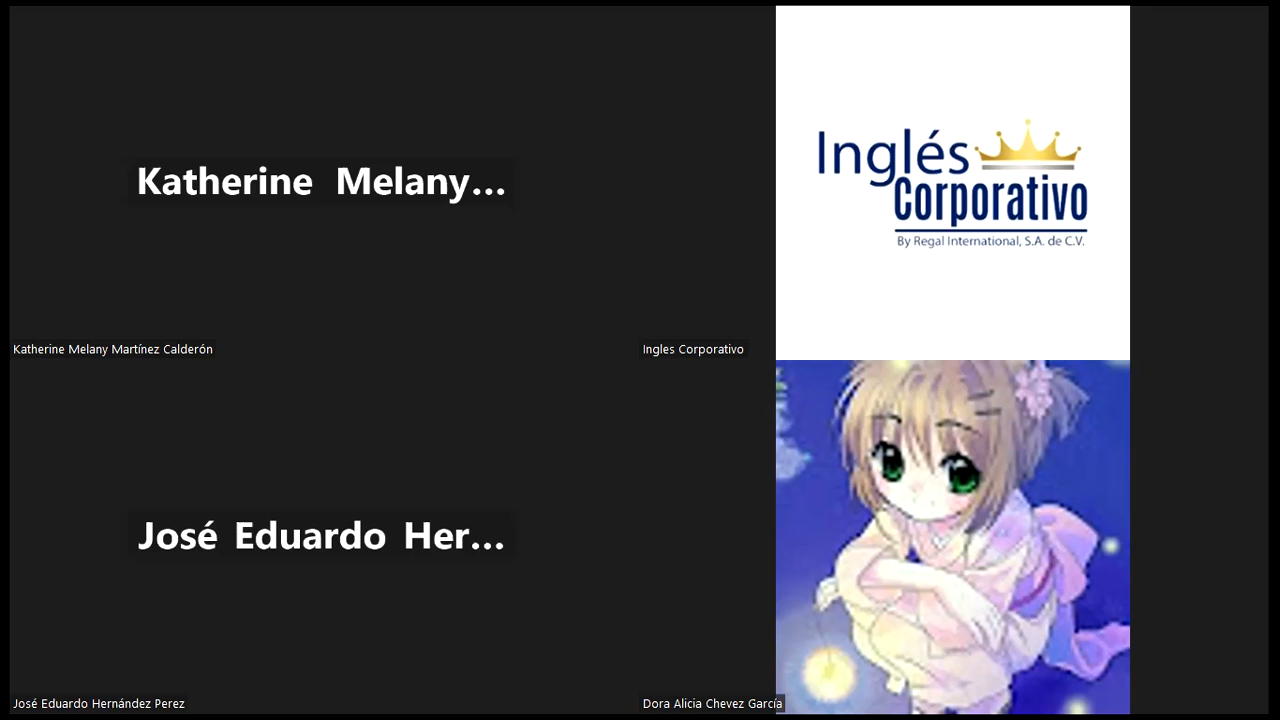 Katherine Melany...
Katherine Melany Martínez Calderón
Inglés
Corporativo
By Regal International, S.A. de C.V.
Ingles Corporativo
José Eduardo Her...
José Eduardo Hernández Perez
Dora Alicia Chevez García